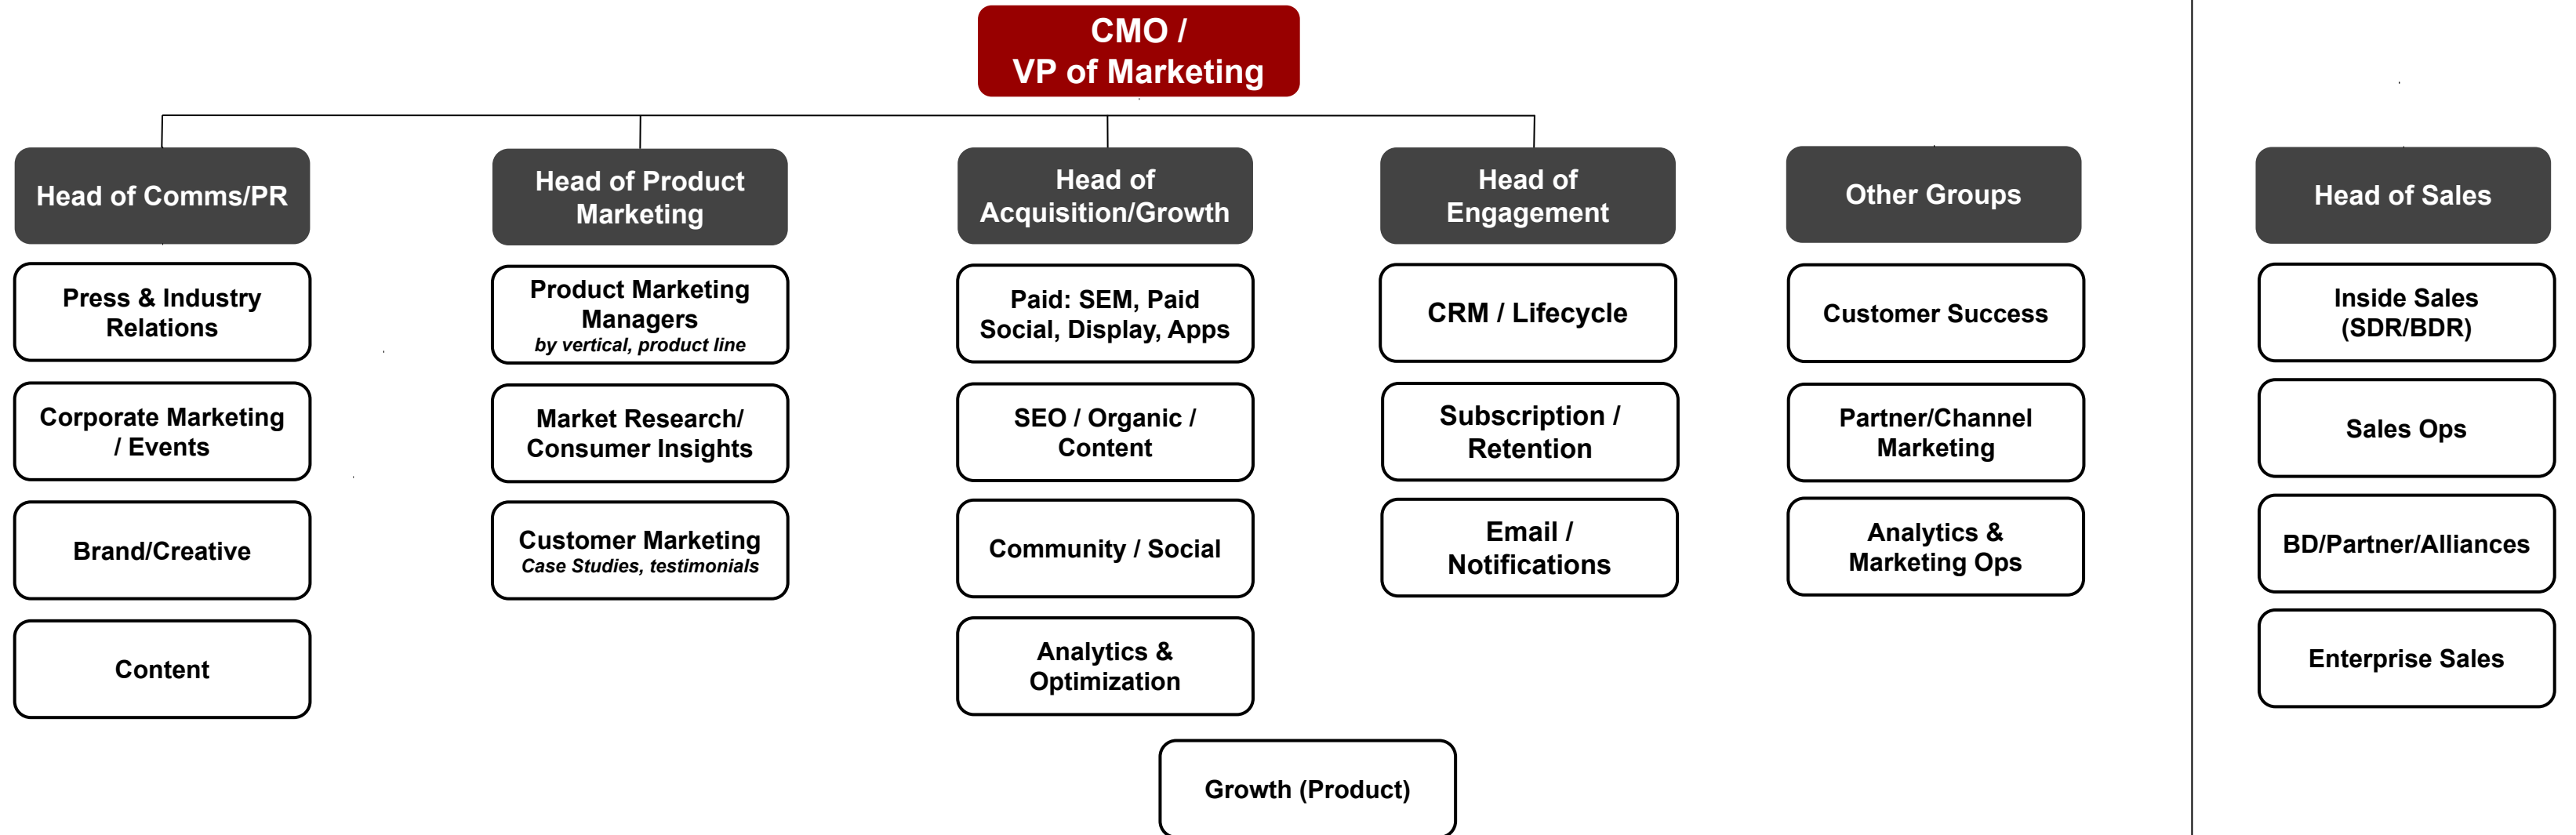 CMO /
VP of Marketing
Head of Comms/PR
Press & Industry
Relations
Corporate Marketing
/ Events
Brand/Creative
Content
Head of Product
Marketing
Product Marketing
Managers
by vertical, product line
Market Research/
Consumer Insights
Customer Marketing
Case Studies, testimonials
Head of
Acquisition/Growth
Paid: SEM, Paid
Social, Display, Apps
SEO / Organic /
Content
Community / Social
Analytics &
Optimization
Growth (Product)
Head of
Engagement
CRM / Lifecycle
Subscription /
Retention
Email /
Notifications
Other Groups
Customer Success
Partner/Channel
Marketing
Analytics &
Marketing Ops
Head of Sales
Inside Sales
(SDR/BDR)
Sales Ops
BD/Partner/Alliances
Enterprise Sales